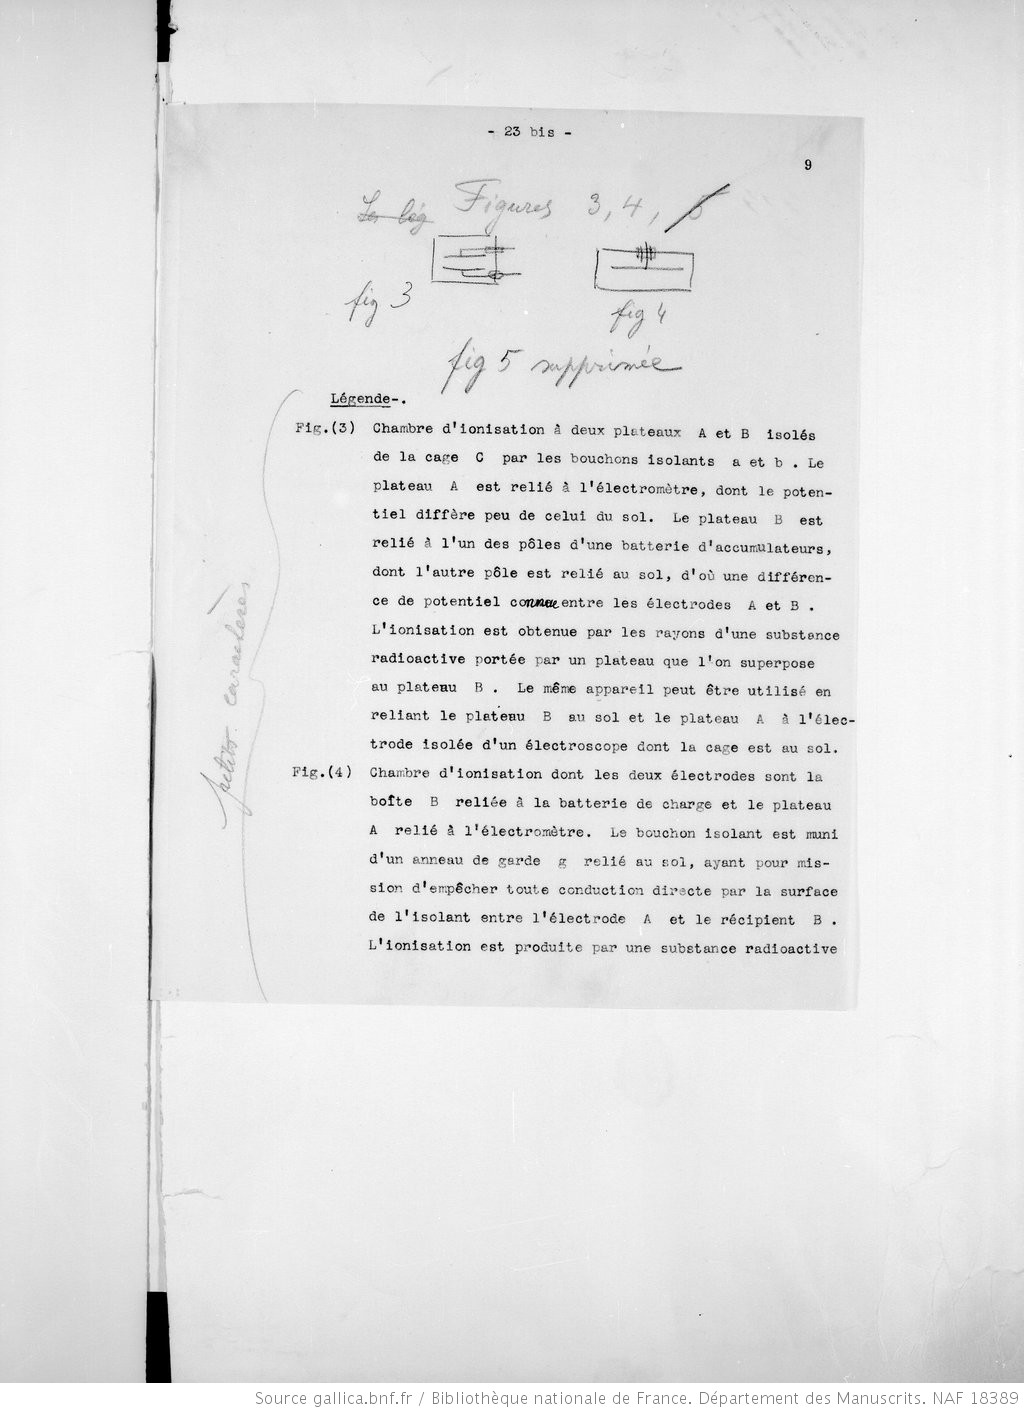 - 23 bis -
9
Les lég Figures 3, 4, 5
fig 3
fig 4
fig 5 supprimée
Légende-.
Fig.(3) Chambre d'ionisation à deux plateaux A et B isolés
de la cage C par les bouchons isolants a et b . Le
plateau A est relié à l'électromètre, dont le poten-
tiel diffère peu de celui du sol. Le plateau B est
relié à l'un des pôles d'une batterie d'accumulateurs,
dont l'autre pôle est relié au sol, d'où une différen-
ce de potentiel connue entre les électrodes A et B .
L'ionisation est obtenue par les rayons d'une substance
radioactive portée par un plateau que l'on superpose
au plateau B . Le même appareil peut être utilisé en
reliant le plateau B au sol et le plateau A à l'élec-
trode isolée d'un électroscope dont la cage est au sol.
petits caractères
Fig.(4) Chambre d'ionisation dont les deux électrodes sont la
boîte B reliée à la batterie de charge et le plateau
A relié à l'électromètre. Le bouchon isolant est muni
d'un anneau de garde g relié au sol, ayant pour mis-
sion d'empêcher toute conduction directe par la surface
de l'isolant entre l'électrode A et le récipient B .
L'ionisation est produite par une substance radioactive
Source gallica.bnf.fr / Bibliothèque nationale de France. Département des Manuscrits. NAF 18389